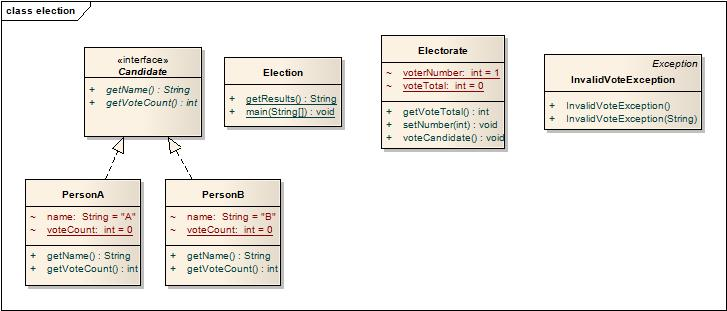 class election
«interface»
Candidate
+ getName() : String
+ getVoteCount() : int
Election
+ getResults() : String
+ main(String[]) : void
Electorate
~ voterNumber: int = 1
~ voteTotal: int = 0
+ getVoteTotal() : int
+ setNumber(int) : void
+ voteCandidate() : void
Exception
InvalidVoteException
+ InvalidVoteException()
+ InvalidVoteException(String)
PersonA
~ name: String = "A"
~ voteCount: int = 0
+ getName() : String
+ getVoteCount() : int
PersonB
~ name: String = "B"
~ voteCount: int = 0
+ getName() : String
+ getVoteCount() : int